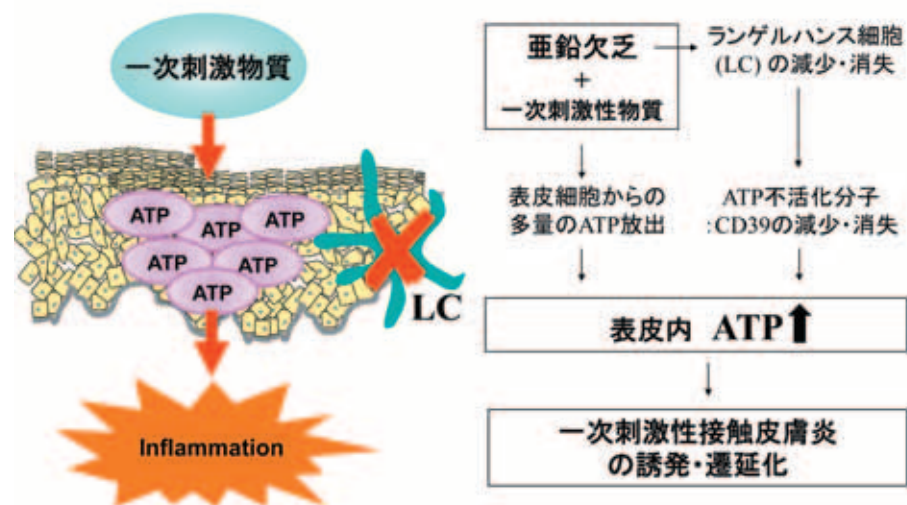 一次刺激物質
ATP
ATP
ATP
ATP
ATP
ATP
LC
Inflammation
亜鉛欠乏
+
一次刺激性物質
ランゲルハンス細胞
(LC) の減少・消失
表皮細胞からの
多量のATP放出
ATP不活化分子
:CD39の減少・消失
表皮内 ATP⬆
一次刺激性接触皮膚炎
の誘発・遷延化